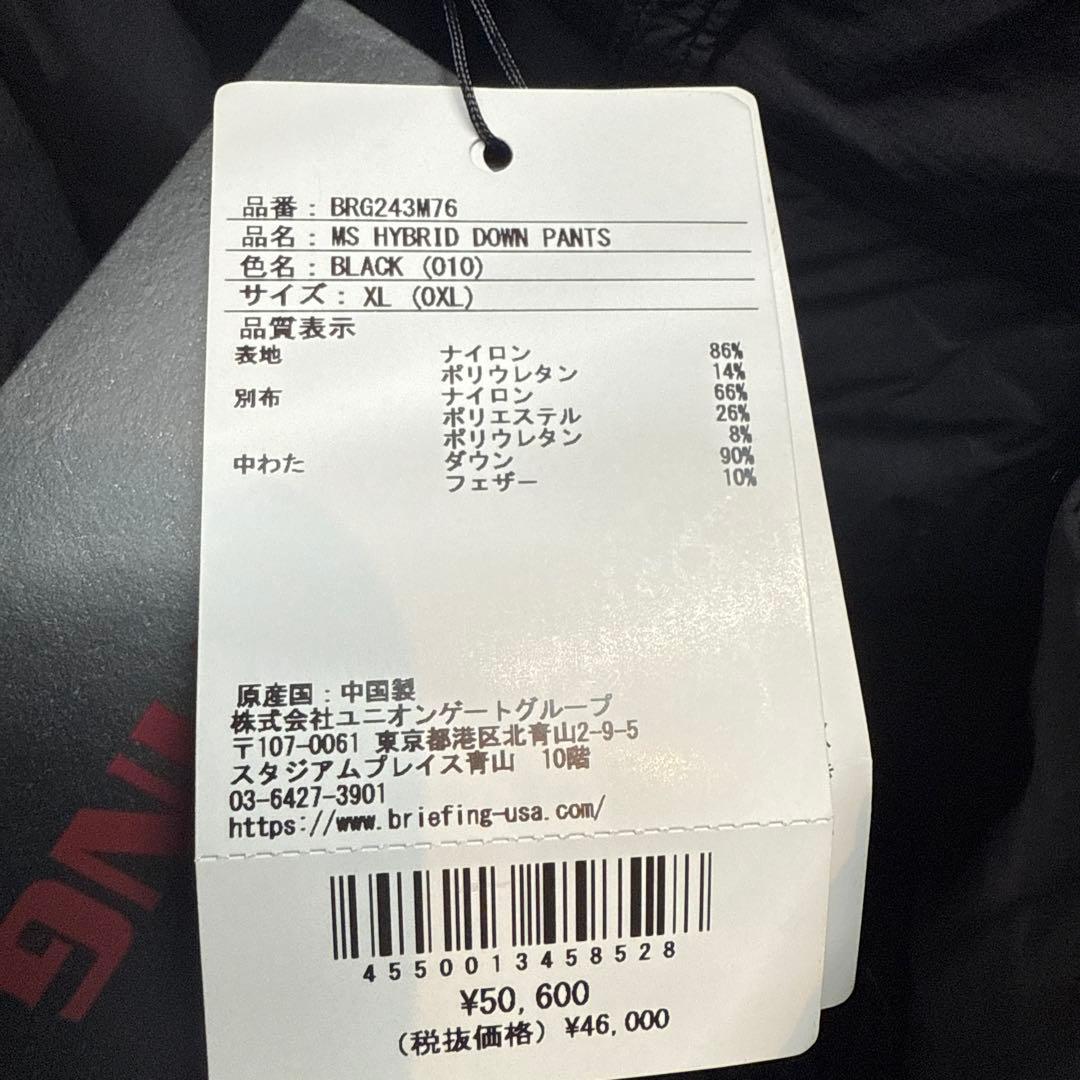 品番 : BRG243M76
品名 : MS HYBRID DOWN PANTS
色名 : BLACK (010)
サイズ : XL (0XL)
品質表示
表地 ナイロン 86%
ポリウレタン 14%
別布 ナイロン 66%
ポリエステル 26%
ポリウレタン 8%
中わた ダウン 90%
フェザー 10%
原産国 : 中国製
株式会社ユニオンゲートグループ
〒107-0061 東京都港区北青山2-9-5
スタジアムプレイス青山 10階
03-6427-3901
https://www.briefing-usa.com/
4550013458528
¥50,600
(税抜価格) ¥46,000
ING